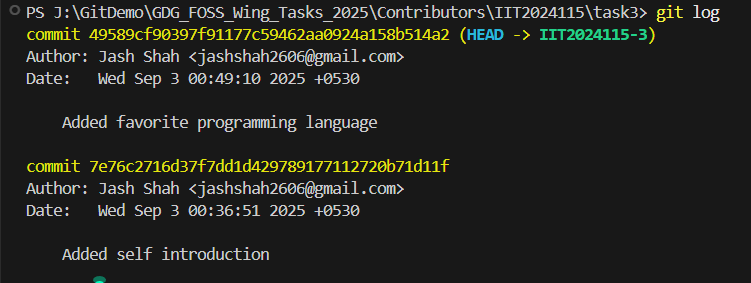 PS J:\GitDemo\GDG_FOSS_Wing_Tasks_2025\Contributors\IIT2024115\task3> git log
commit 49589cf90397f91177c59462aa0924a158b514a2 (HEAD -> IIT2024115-3)
Author: Jash Shah <jashshah2606@gmail.com>
Date:   Wed Sep 3 00:49:10 2025 +0530
    Added favorite programming language
commit 7e76c2716d37f7dd1d429789177112720b71d11f
Author: Jash Shah <jashshah2606@gmail.com>
Date:   Wed Sep 3 00:36:51 2025 +0530
    Added self introduction